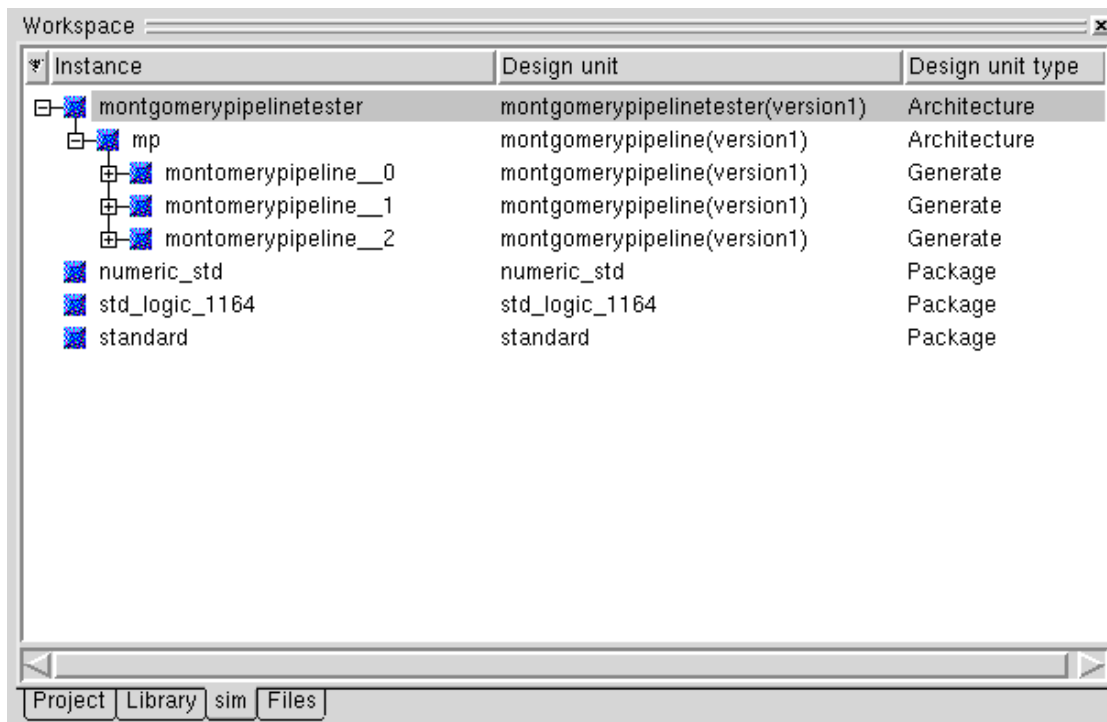 Workspace
Instance Design unit Design unit type
montgomerypipelinetester montgomerypipelinetester(version1) Architecture
mp montgomerypipeline(version1) Architecture
montomerypipeline__0 montgomerypipeline(version1) Generate
montomerypipeline__1 montgomerypipeline(version1) Generate
montomerypipeline__2 montgomerypipeline(version1) Generate
numeric_std numeric_std Package
std_logic_1164 std_logic_1164 Package
standard standard Package
Project Library sim Files